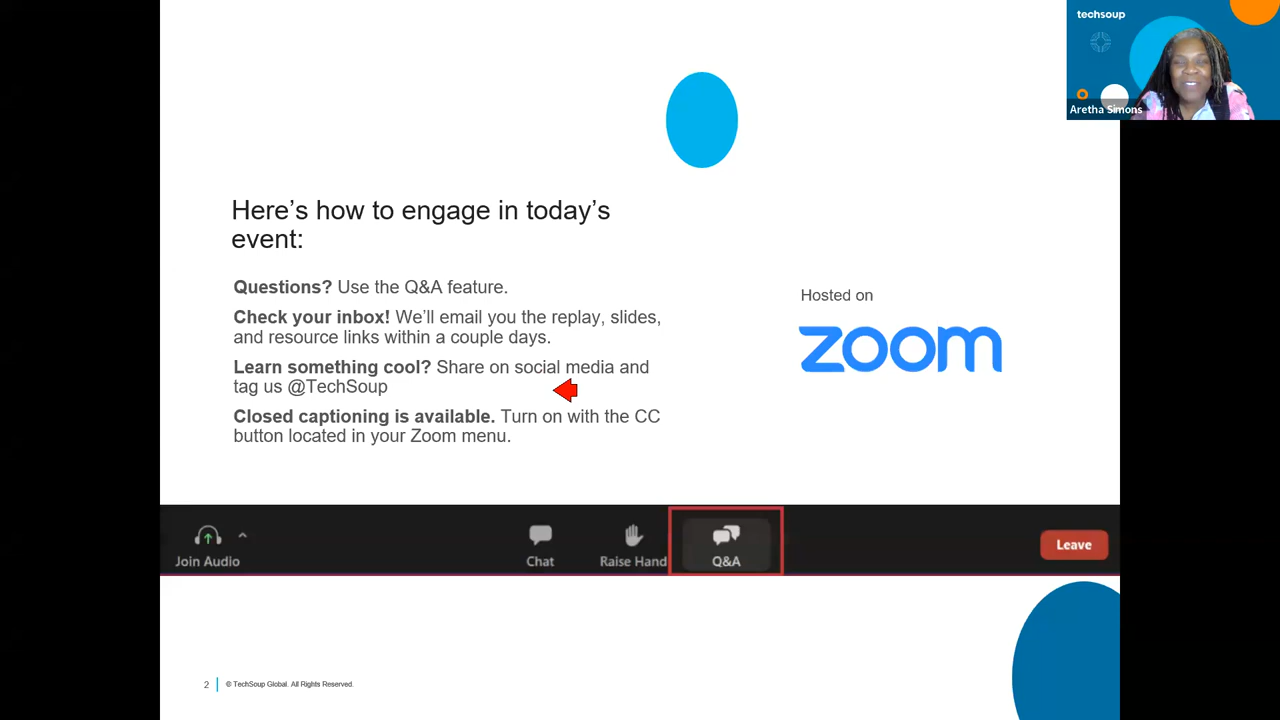 techsoup
Aretha Simons
Here’s how to engage in today’s
event:
Questions? Use the Q&A feature.
Check your inbox! We’ll email you the replay, slides,
and resource links within a couple days.
Learn something cool? Share on social media and
tag us @TechSoup
Closed captioning is available. Turn on with the CC
button located in your Zoom menu.
Hosted on
zoom
Join Audio
Chat
Raise Hand
Q&A
Leave
2
© TechSoup Global. All Rights Reserved.